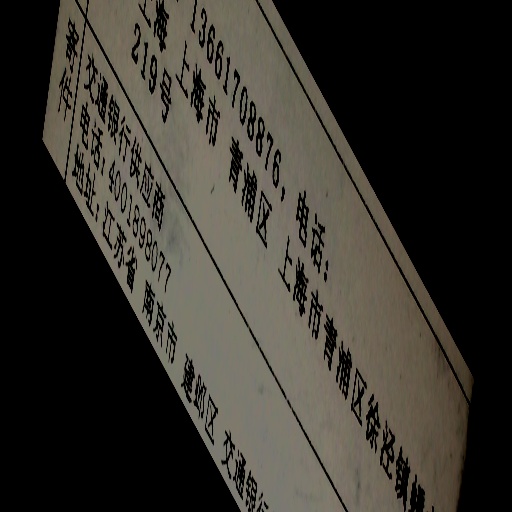 13661708876, 电话:
上海 上海市 青浦区 上海市青浦区徐泾镇
219号
寄件
交通银行供应商
电话: 4001898077
地址: 江苏省 南京市 建邺区 交通银行